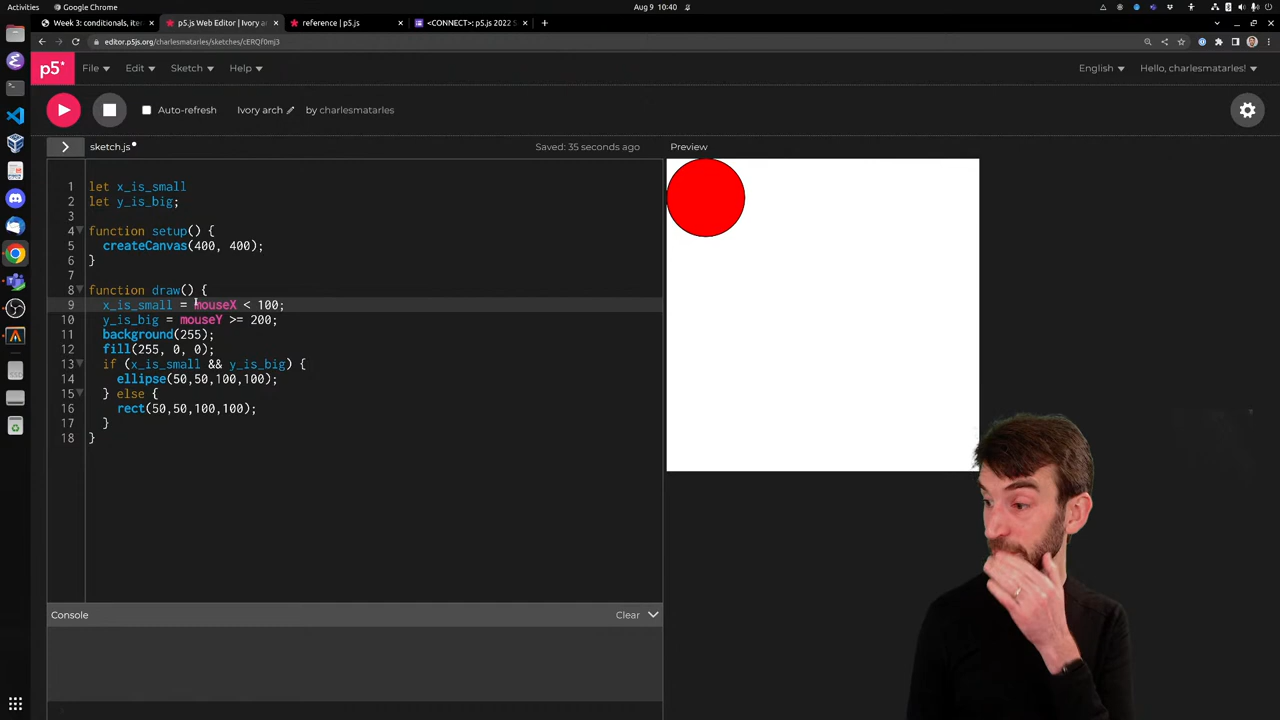 Activities
Google Chrome
Aug 9 10:40
Week 3: conditionals, ite
p5.js Web Editor | Ivory a
reference | p5.js
<CONNECT>: p5.js 2022 S
editor.p5js.org/charlesmatarles/sketches/cERQf0mj3
p5*
File
Edit
Sketch
Help
English
Hello, charlesmatarles!
Auto-refresh
Ivory arch
by charlesmatarles
sketch.js
Saved: 35 seconds ago
Preview
1 let x_is_small
2 let y_is_big;
3
4 function setup() {
5 createCanvas(400, 400);
6 }
7
8 function draw() {
9 x_is_small = mouseX < 100;
10 y_is_big = mouseY >= 200;
11 background(255);
12 fill(255, 0, 0);
13 if (x_is_small && y_is_big) {
14 ellipse(50,50,100,100);
15 } else {
16 rect(50,50,100,100);
17 }
18 }
Console
Clear